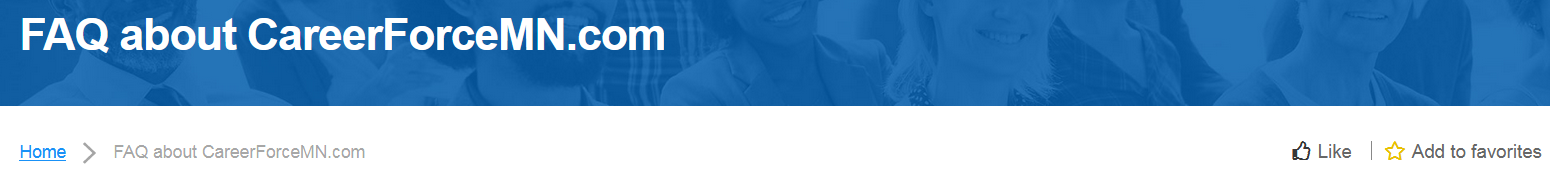 FAQ about CareerForceMN.com
Home > FAQ about CareerForceMN.com Like | Add to favorites